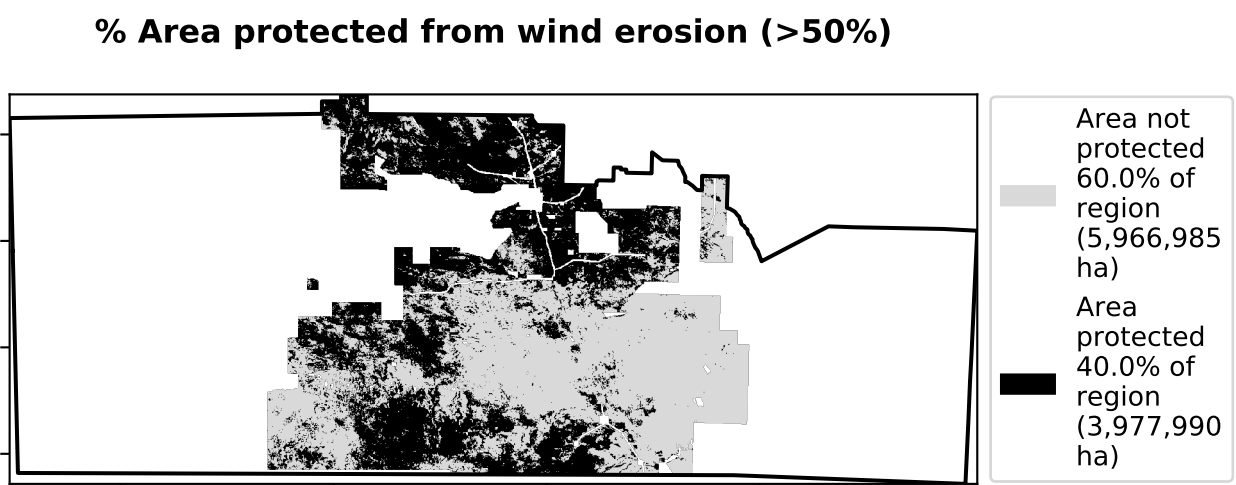 % Area protected from wind erosion (>50%)
Area not
protected
60.0% of
region
(5,966,985
ha)
Area
protected
40.0% of
region
(3,977,990
ha)